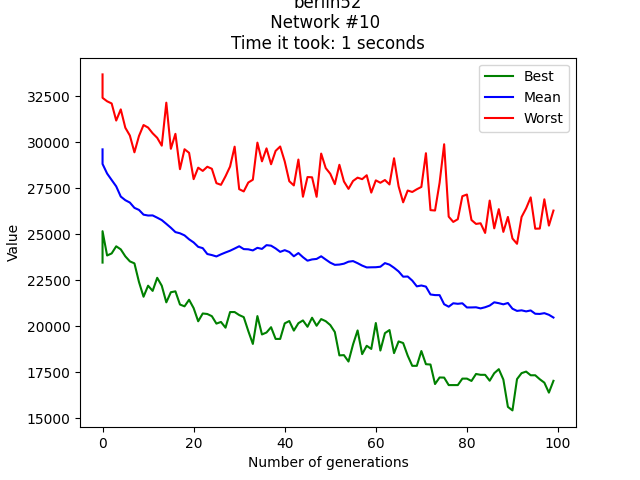 berlin52
Network #10
Time it took: 1 seconds
Best
Mean
Worst
32500
30000
27500
25000
22500
20000
17500
15000
Value
0
20
40
60
80
100
Number of generations